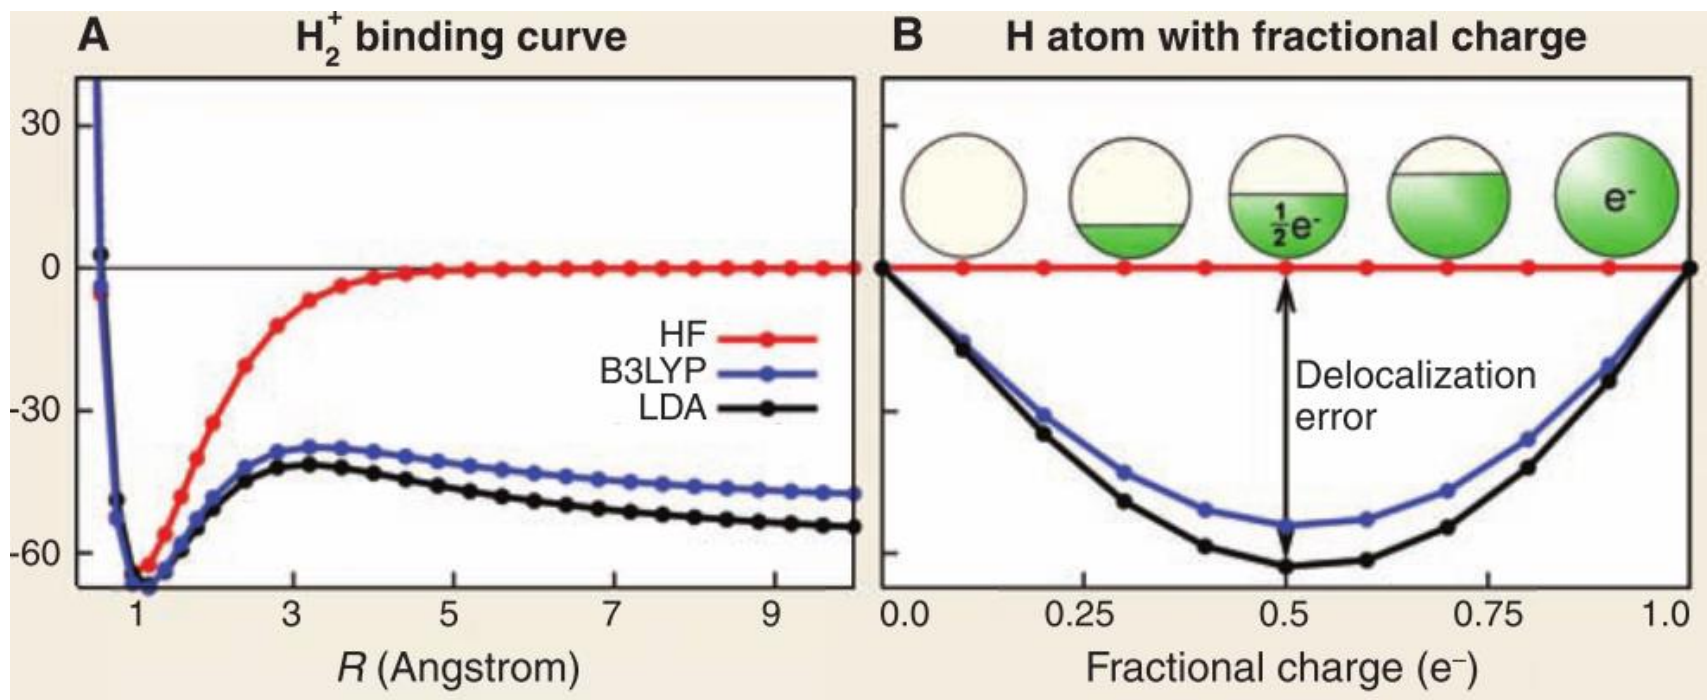 A
H₂⁺ binding curve
30
0
-30
-60
HF
B3LYP
LDA
1 3 5 7 9
R (Angstrom)
B
H atom with fractional charge
½e⁻
e⁻
Delocalization
error
0.0 0.25 0.5 0.75 1.0
Fractional charge (e⁻)